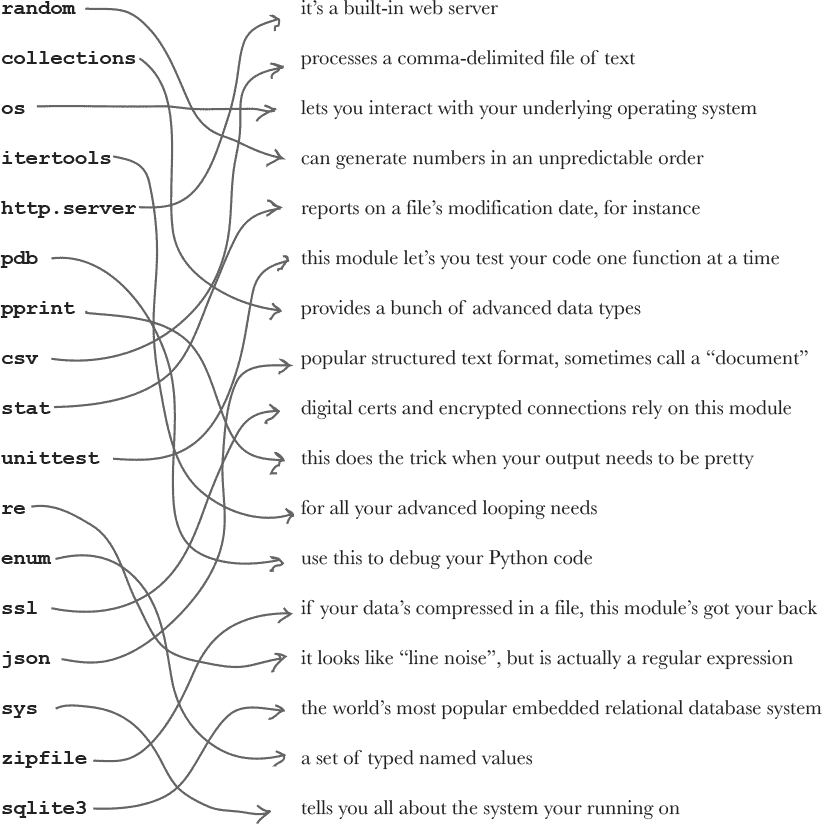 random it’s a built-in web server
collections processes a comma-delimited file of text
os lets you interact with your underlying operating system
itertools can generate numbers in an unpredictable order
http.server reports on a file’s modification date, for instance
pdb this module let’s you test your code one function at a time
pprint provides a bunch of advanced data types
csv popular structured text format, sometimes call a “document”
stat digital certs and encrypted connections rely on this module
unittest this does the trick when your output needs to be pretty
re for all your advanced looping needs
enum use this to debug your Python code
ssl if your data’s compressed in a file, this module’s got your back
json it looks like “line noise”, but is actually a regular expression
sys the world’s most popular embedded relational database system
zipfile a set of typed named values
sqlite3 tells you all about the system your running on